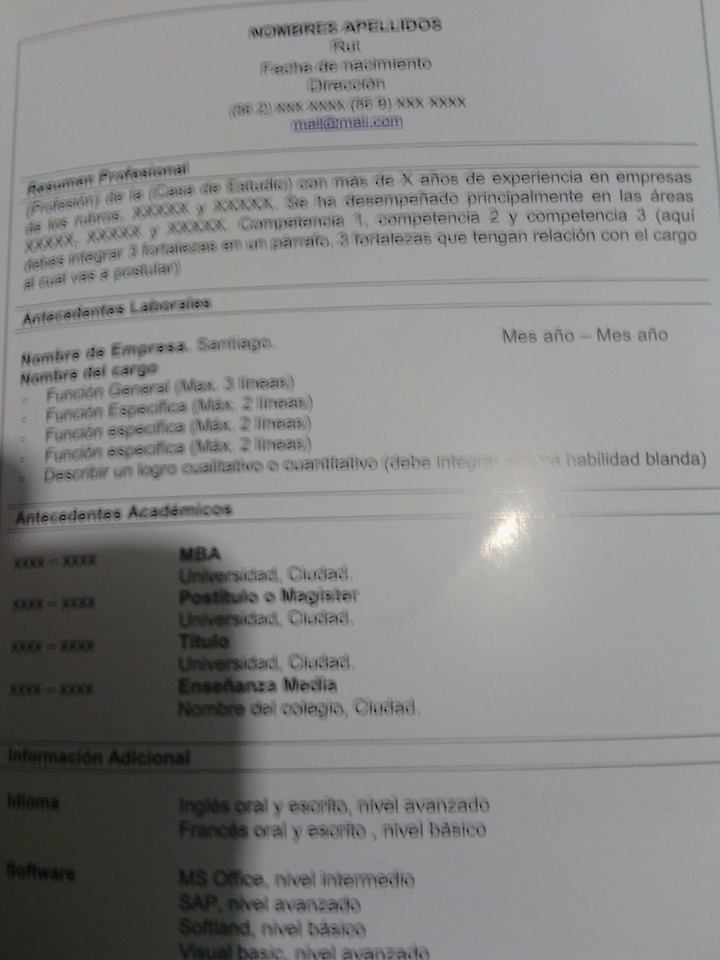 NOMBRES APELLIDOS
Rut
Fecha de nacimiento
Dirección
(56 2) XXX XXXX (56 9) XXX XXXX
mail@mail.com
Resumen Profesional
(Profesión) de la (Casa de Estudio) con más de X años de experiencia en empresas
de los rubros, XXXXX y XXXXX. Se ha desempeñado principalmente en las áreas
XXXXX, XXXXX y XXXXX. Competencia 1, competencia 2 y competencia 3 (aquí
debes integrar 3 fortalezas en un párrafo, 3 fortalezas que tengan relación con el cargo
al cual vas a postular)
Antecedentes Laborales
Nombre de Empresa. Santiago. Mes año – Mes año
Nombre del cargo
Función General (Máx. 3 líneas)
Función Específica (Máx. 2 líneas)
Función específica (Máx. 2 líneas)
Función específica (Máx. 2 líneas)
Describir un logro cualitativo o cuantitativo (debe integrar habilidad blanda)
Antecedentes Académicos
xxxx – xxxx MBA
Universidad, Ciudad.
xxxx – xxxx Postítulo o Magíster
Universidad, Ciudad.
xxxx – xxxx Título
Universidad, Ciudad.
xxxx – xxxx Enseñanza Media
Nombre del colegio, Ciudad.
Información Adicional
Idioma Inglés oral y escrito, nivel avanzado
Francés oral y escrito , nivel básico
Software MS Office, nivel intermedio
SAP, nivel avanzado
Softland, nivel básico
Visual basic, nivel avanzado